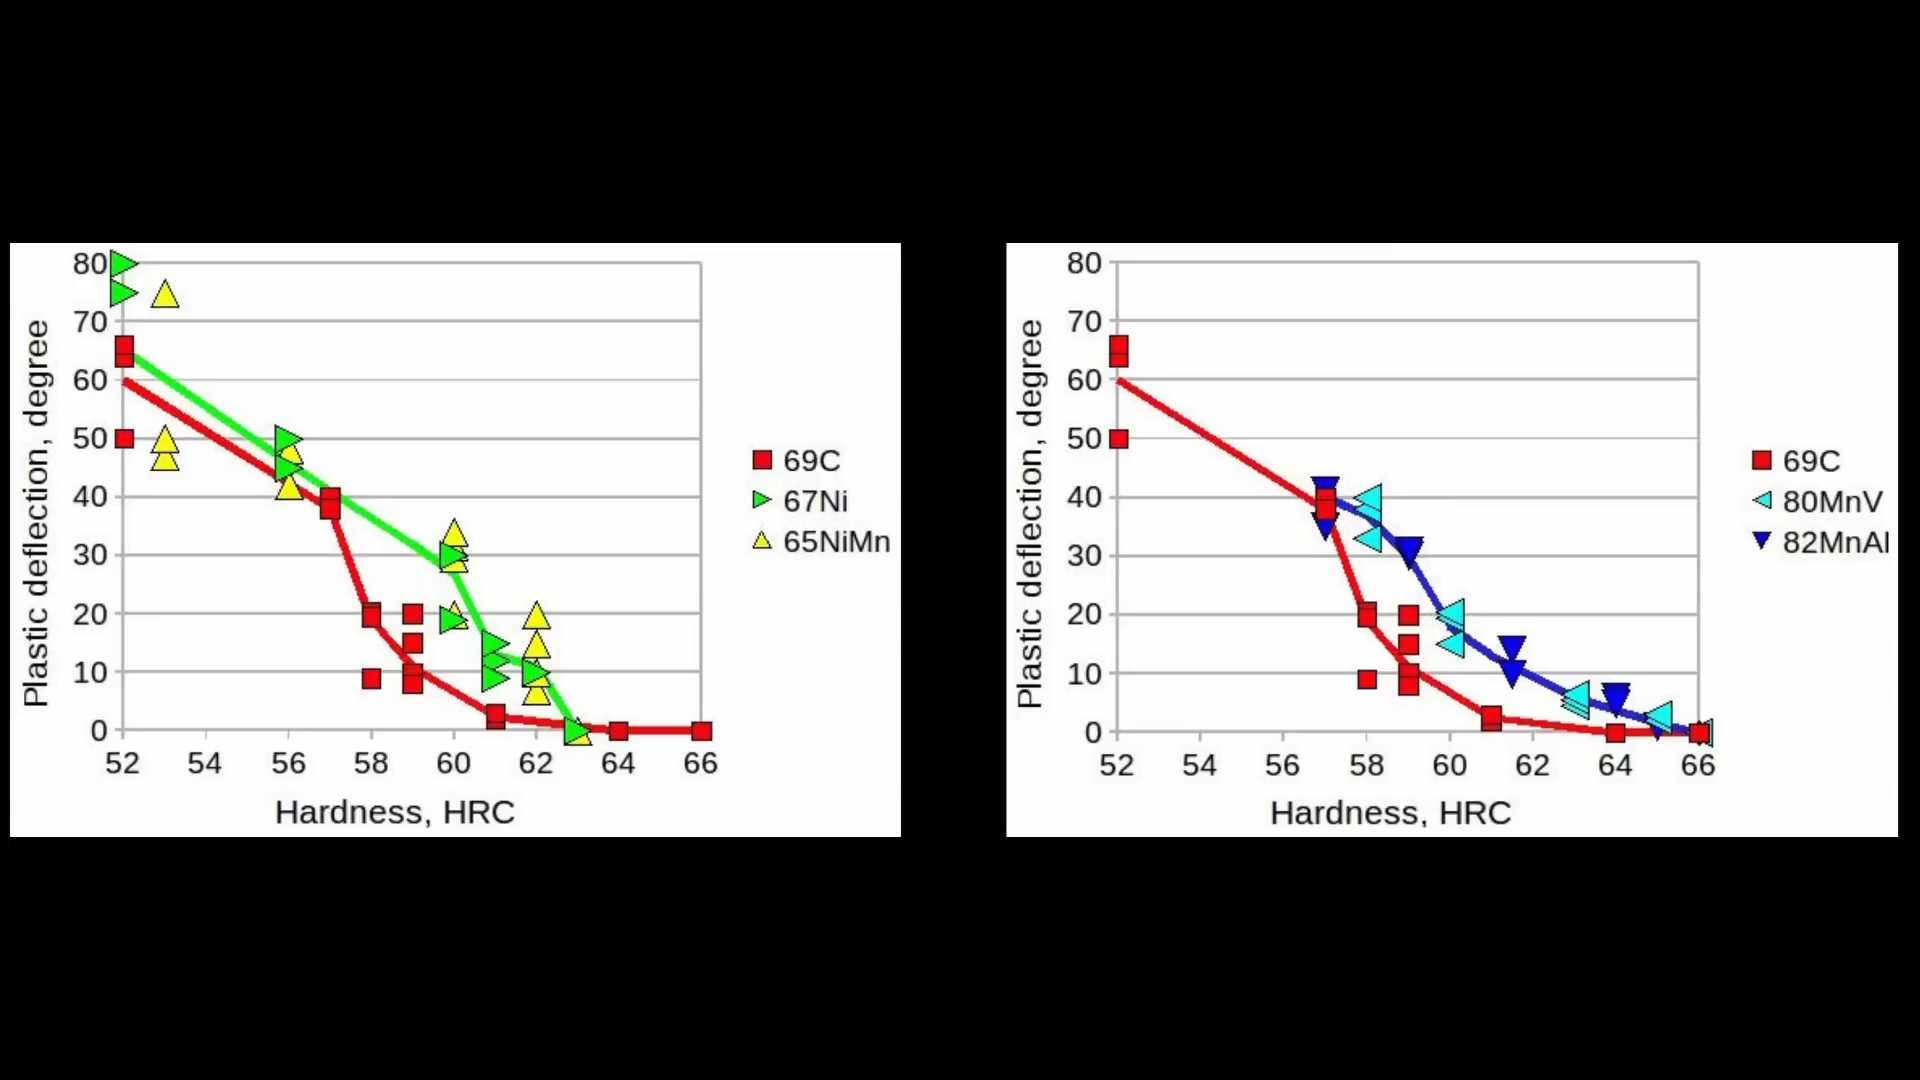 80
70
60
50
40
30
20
10
0
52 54 56 58 60 62 64 66
Plastic deflection, degree
Hardness, HRC
69C
67Ni
65NiMn
80
70
60
50
40
30
20
10
0
52 54 56 58 60 62 64 66
Plastic deflection, degree
Hardness, HRC
69C
80MnV
82MnAl